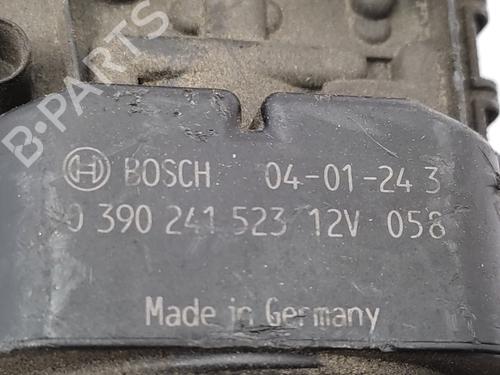 B-PARTS
BOSCH 04-01-24 3
0 390 241 523 12V 058
Made in Germany